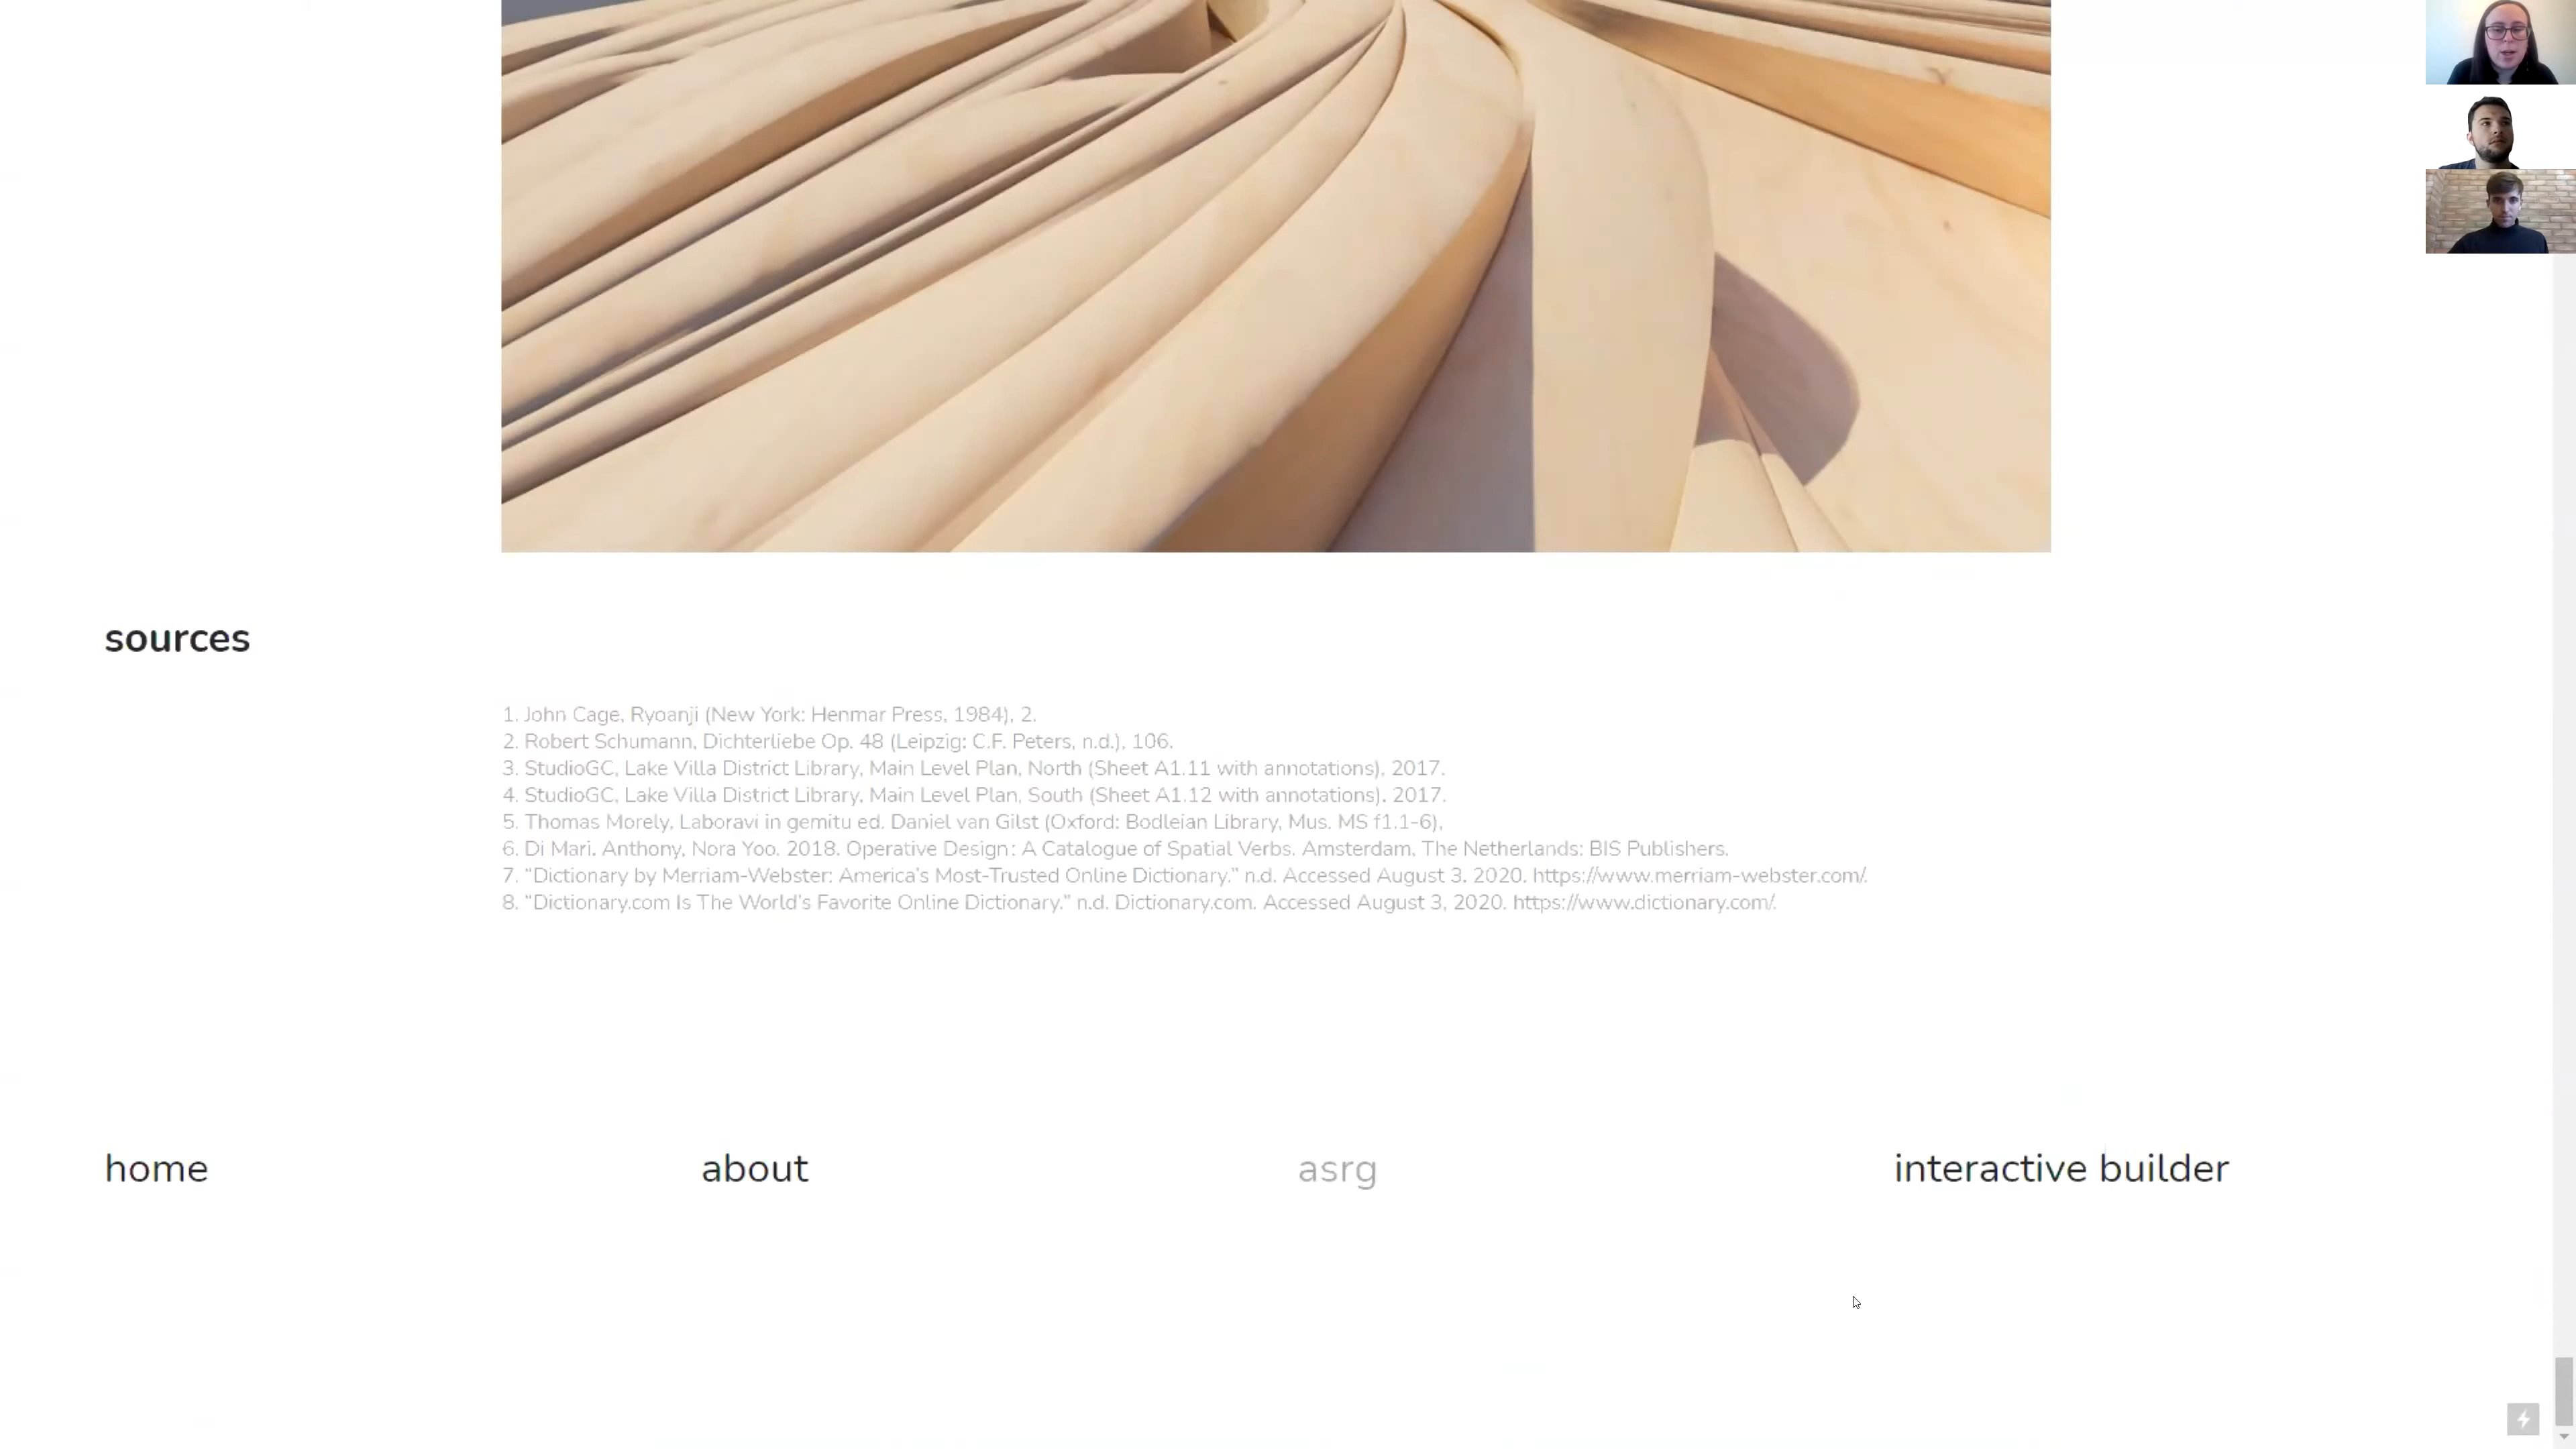 sources
1. John Cage, Ryoanji (New York: Henmar Press, 1984), 2.
2. Robert Schumann, Dichterliebe Op. 48 (Leipzig: C.F. Peters, n.d.), 106.
3. StudioGC, Lake Villa District Library, Main Level Plan, North (Sheet A1.11 with annotations), 2017.
4. StudioGC, Lake Villa District Library, Main Level Plan, South (Sheet A1.12 with annotations), 2017.
5. Thomas Morely, Laboravi in gemitu ed. Daniel van Gilst (Oxford: Bodleian Library, Mus. MS f1.1-6),
6. Di Mari, Anthony, Nora Yoo. 2018. Operative Design: A Catalogue of Spatial Verbs. Amsterdam, The Netherlands: BIS Publishers.
7. “Dictionary by Merriam-Webster: America’s Most-Trusted Online Dictionary.” n.d. Accessed August 3, 2020. https://www.merriam-webster.com/.
8. “Dictionary.com Is The World’s Favorite Online Dictionary.” n.d. Dictionary.com. Accessed August 3, 2020. https://www.dictionary.com/.
home about asrg interactive builder